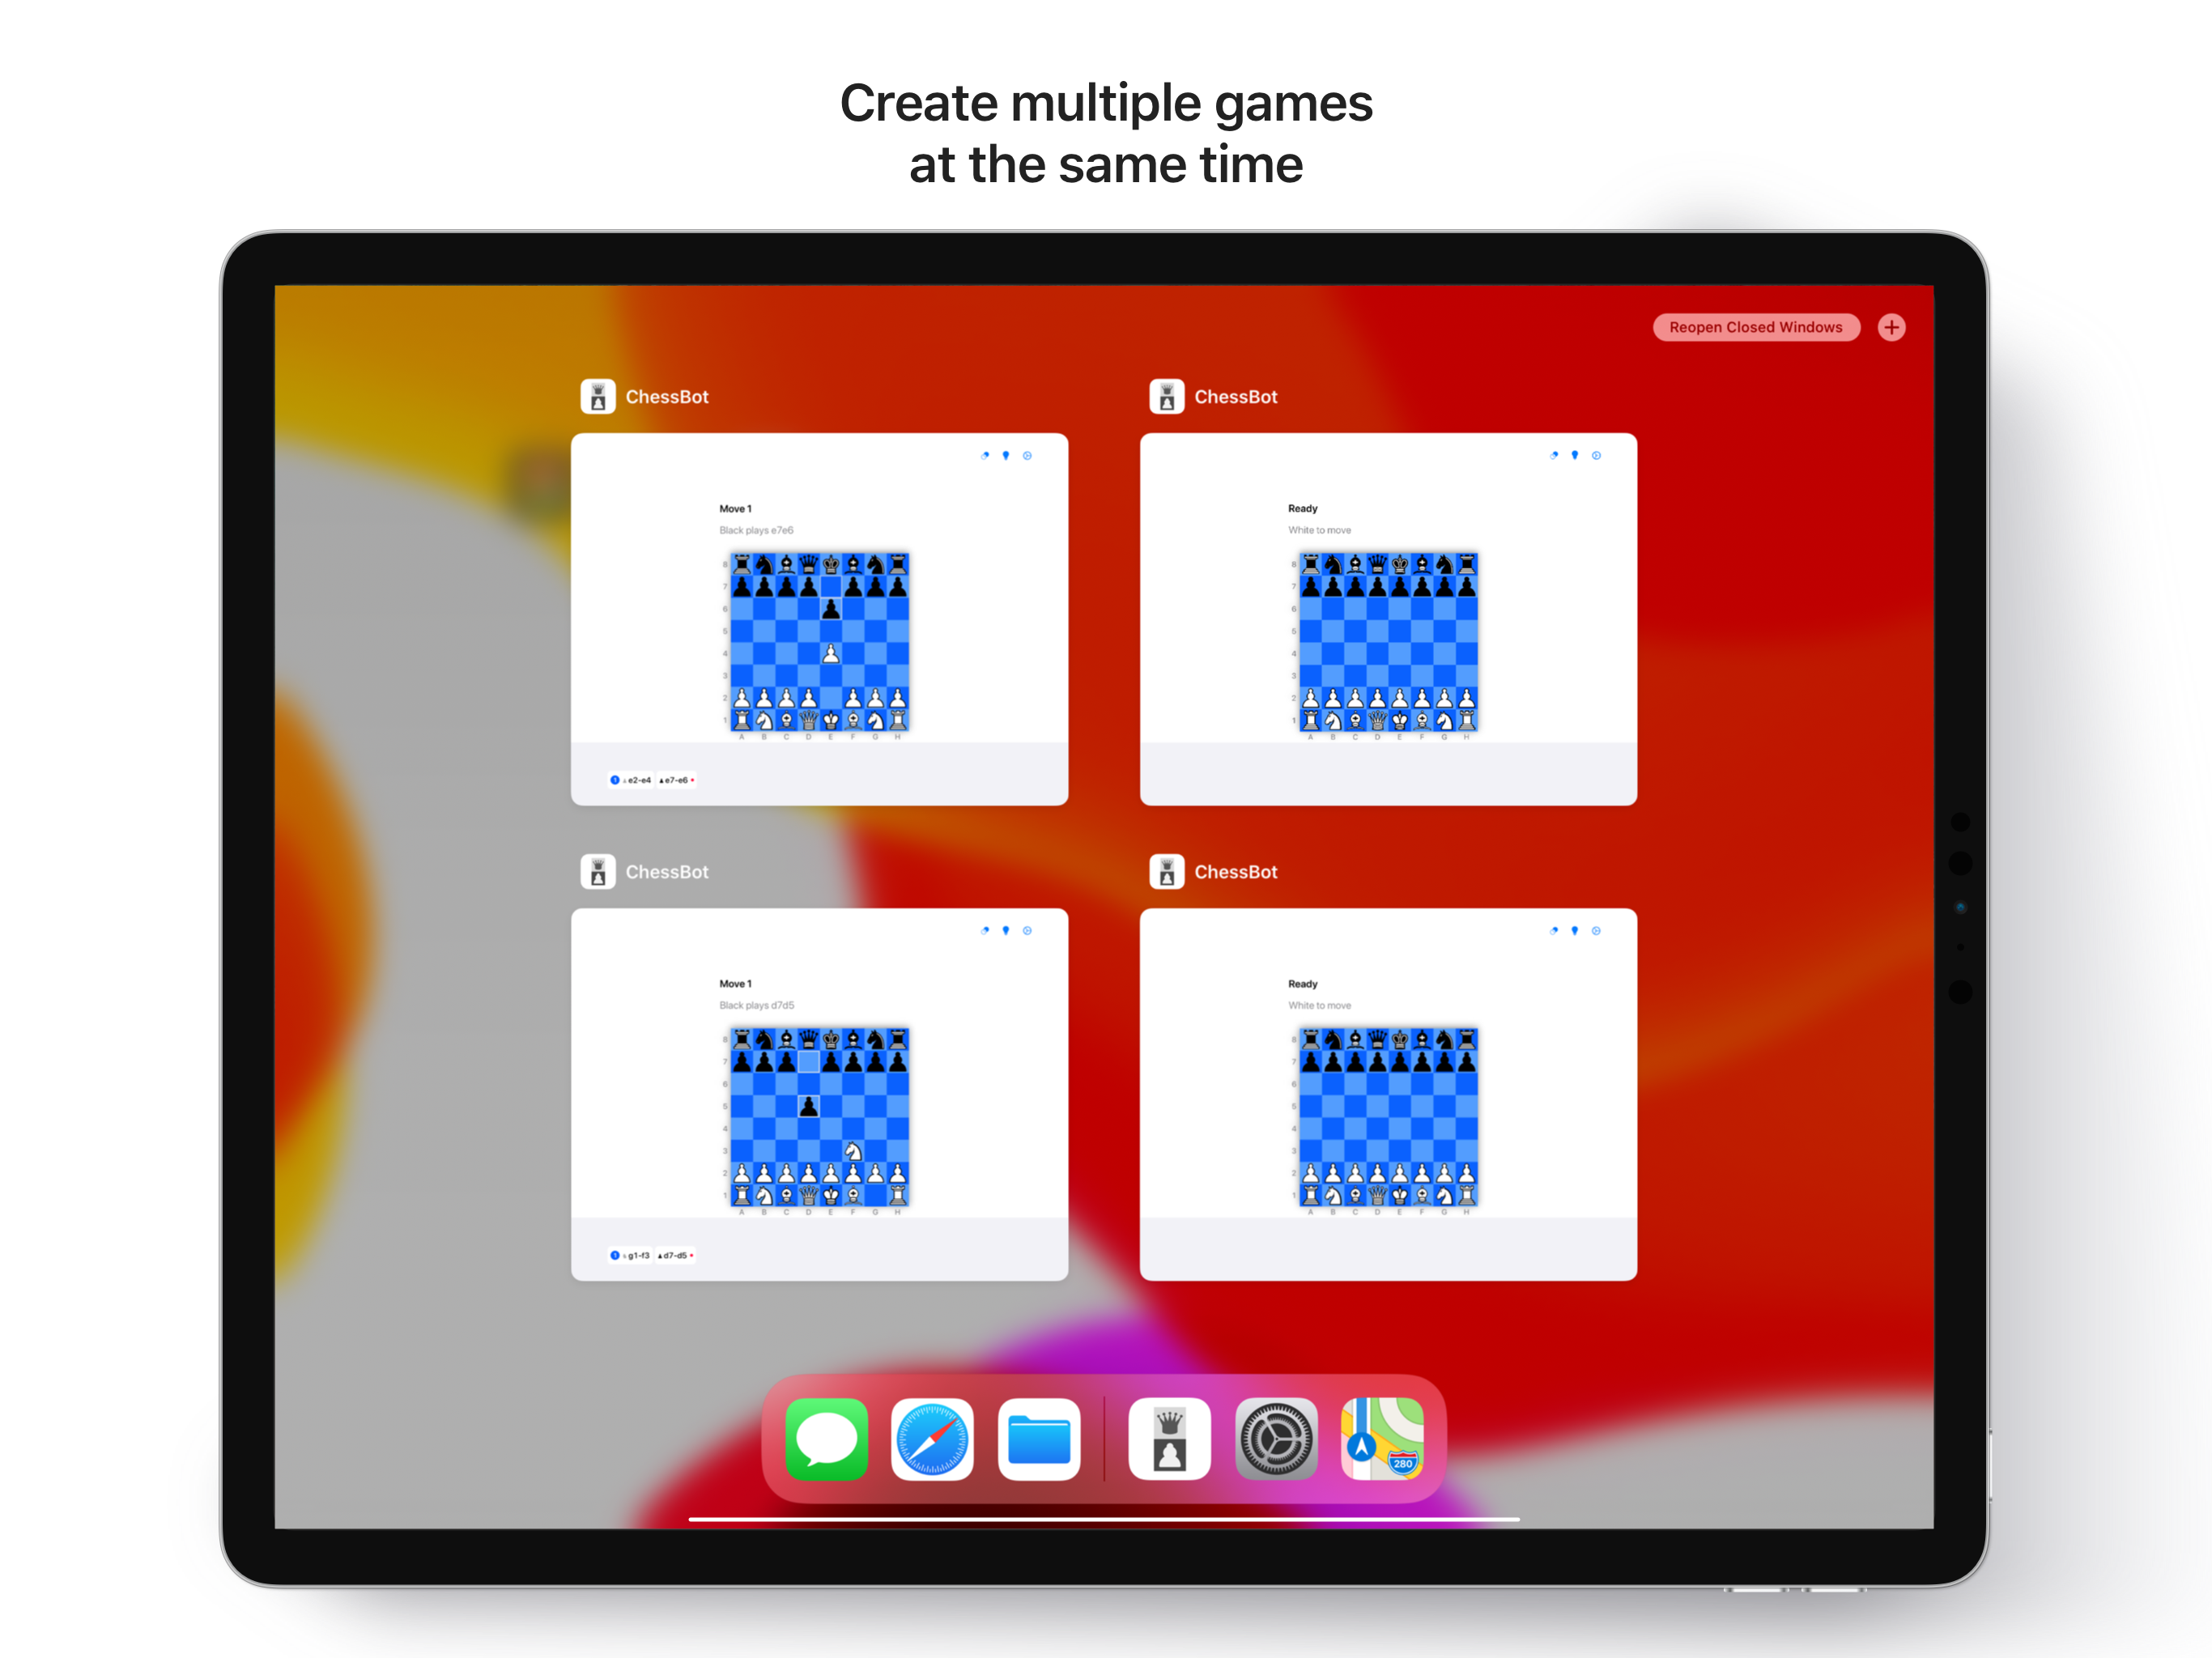 Create multiple games
at the same time
Reopen Closed Windows
ChessBot
Move 1
Black plays e7e6
8
7
6
5
4
3
2
1
A B C D E F G H
1 e2-e4 e7-e6
ChessBot
Ready
White to move
8
7
6
5
4
3
2
1
A B C D E F G H
ChessBot
Move 1
Black plays d7d5
8
7
6
5
4
3
2
1
A B C D E F G H
1 g1-f3 d7-d5
ChessBot
Ready
White to move
8
7
6
5
4
3
2
1
A B C D E F G H
280